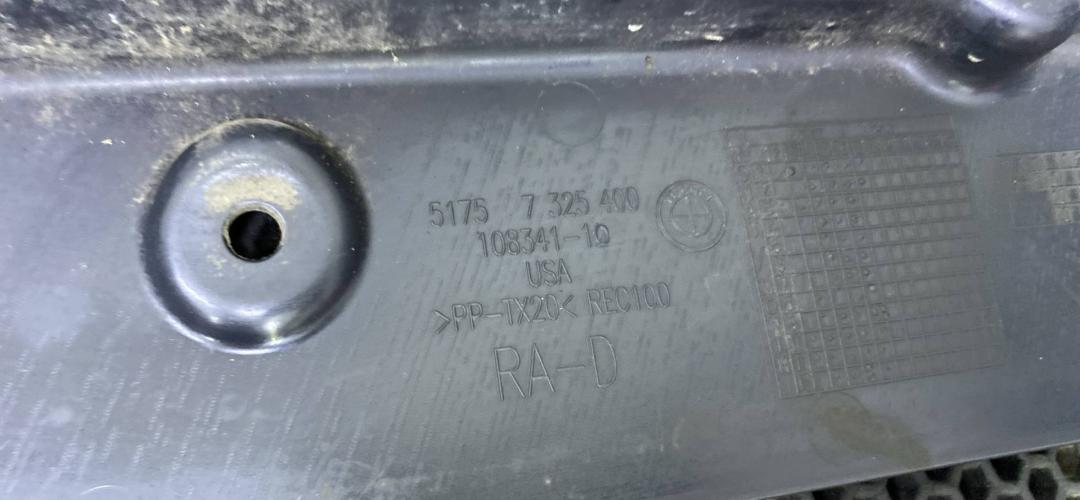 5175 7 325 400
108341-10
USA
>PP-TX20< REC100
RA-D